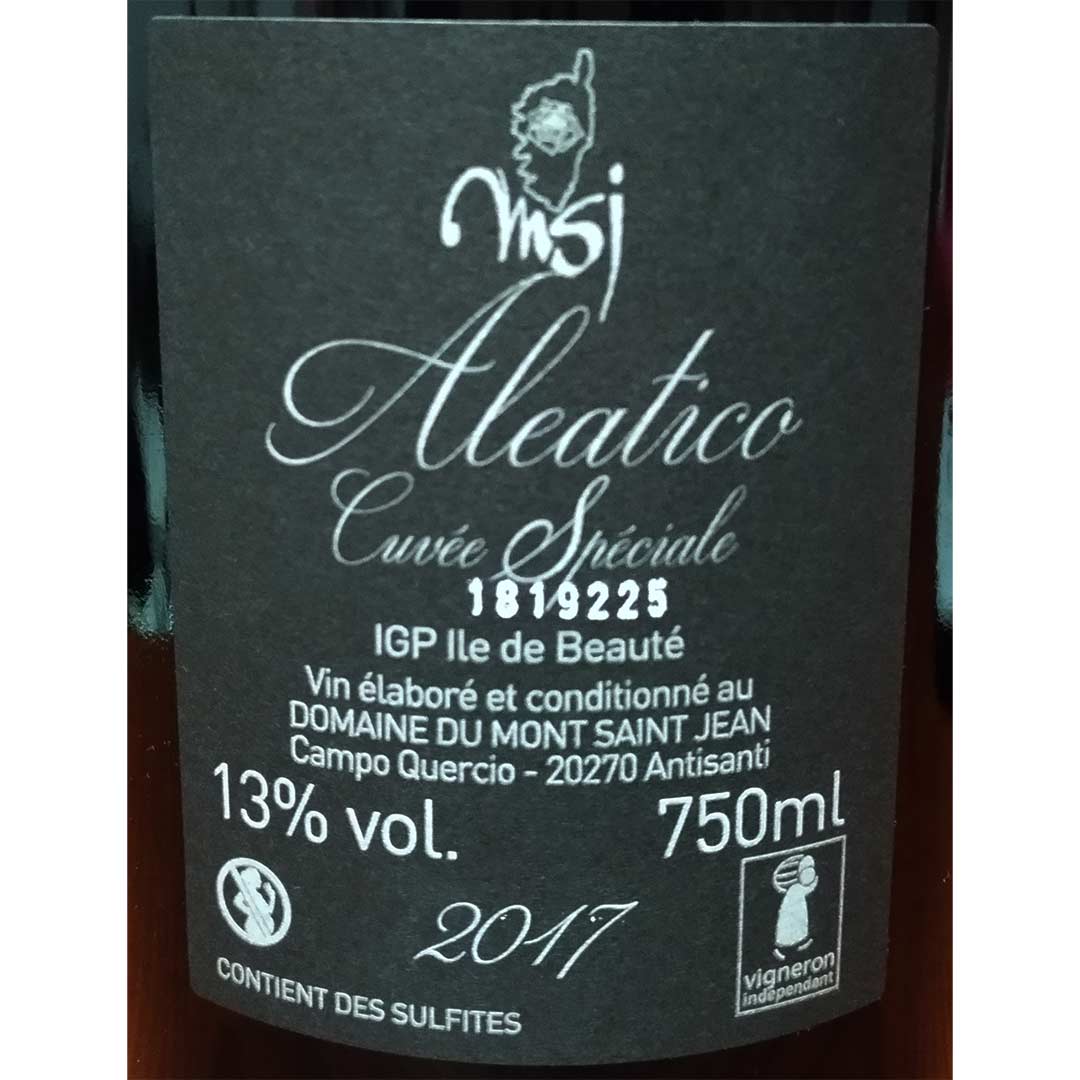 msj
Aleatico
Cuvée Spéciale
1819225
IGP Ile de Beauté
Vin élaboré et conditionné au
DOMAINE DU MONT SAINT JEAN
Campo Quercio - 20270 Antisanti
13% vol. 750ml
2017
vigneron
indépendant
CONTIENT DES SULFITES